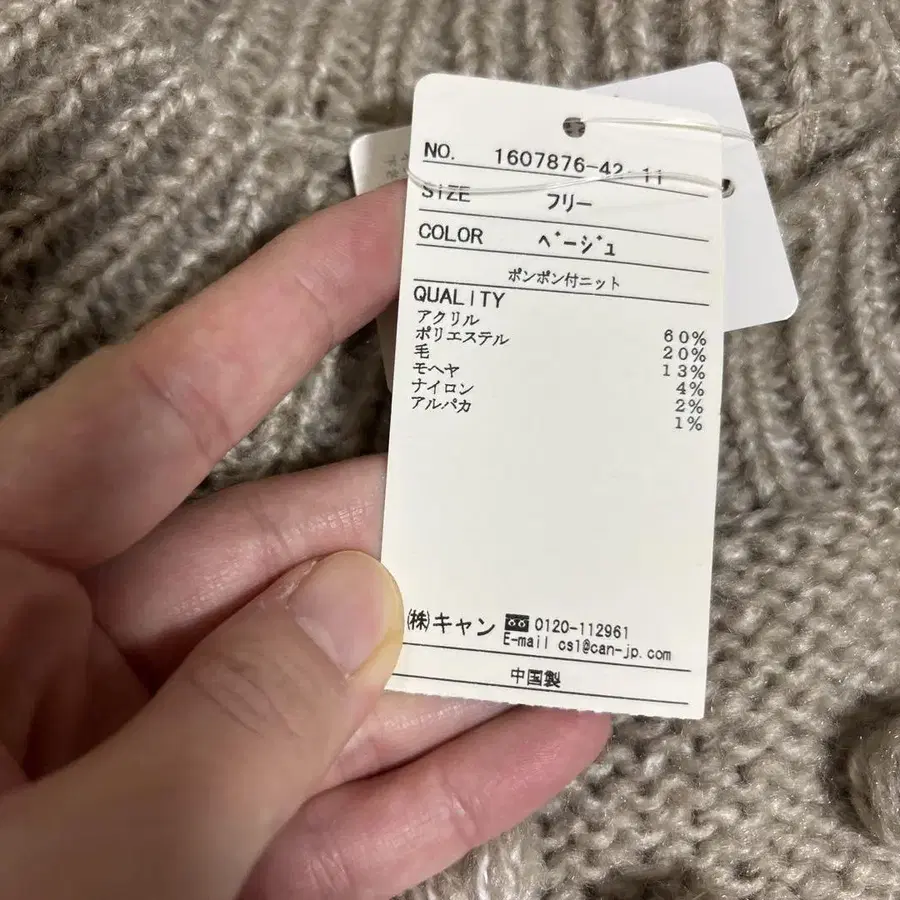 NO. 1607876-42-11
SIZE フリー
COLOR ベージュ
ポンポン付ニット
QUALITY
アクリル 60%
ポリエステル 20%
毛 13%
モヘヤ 4%
ナイロン 2%
アルパカ 1%
㈱キャン 0120-112961
E-mail cs1@can-jp.com
中国製